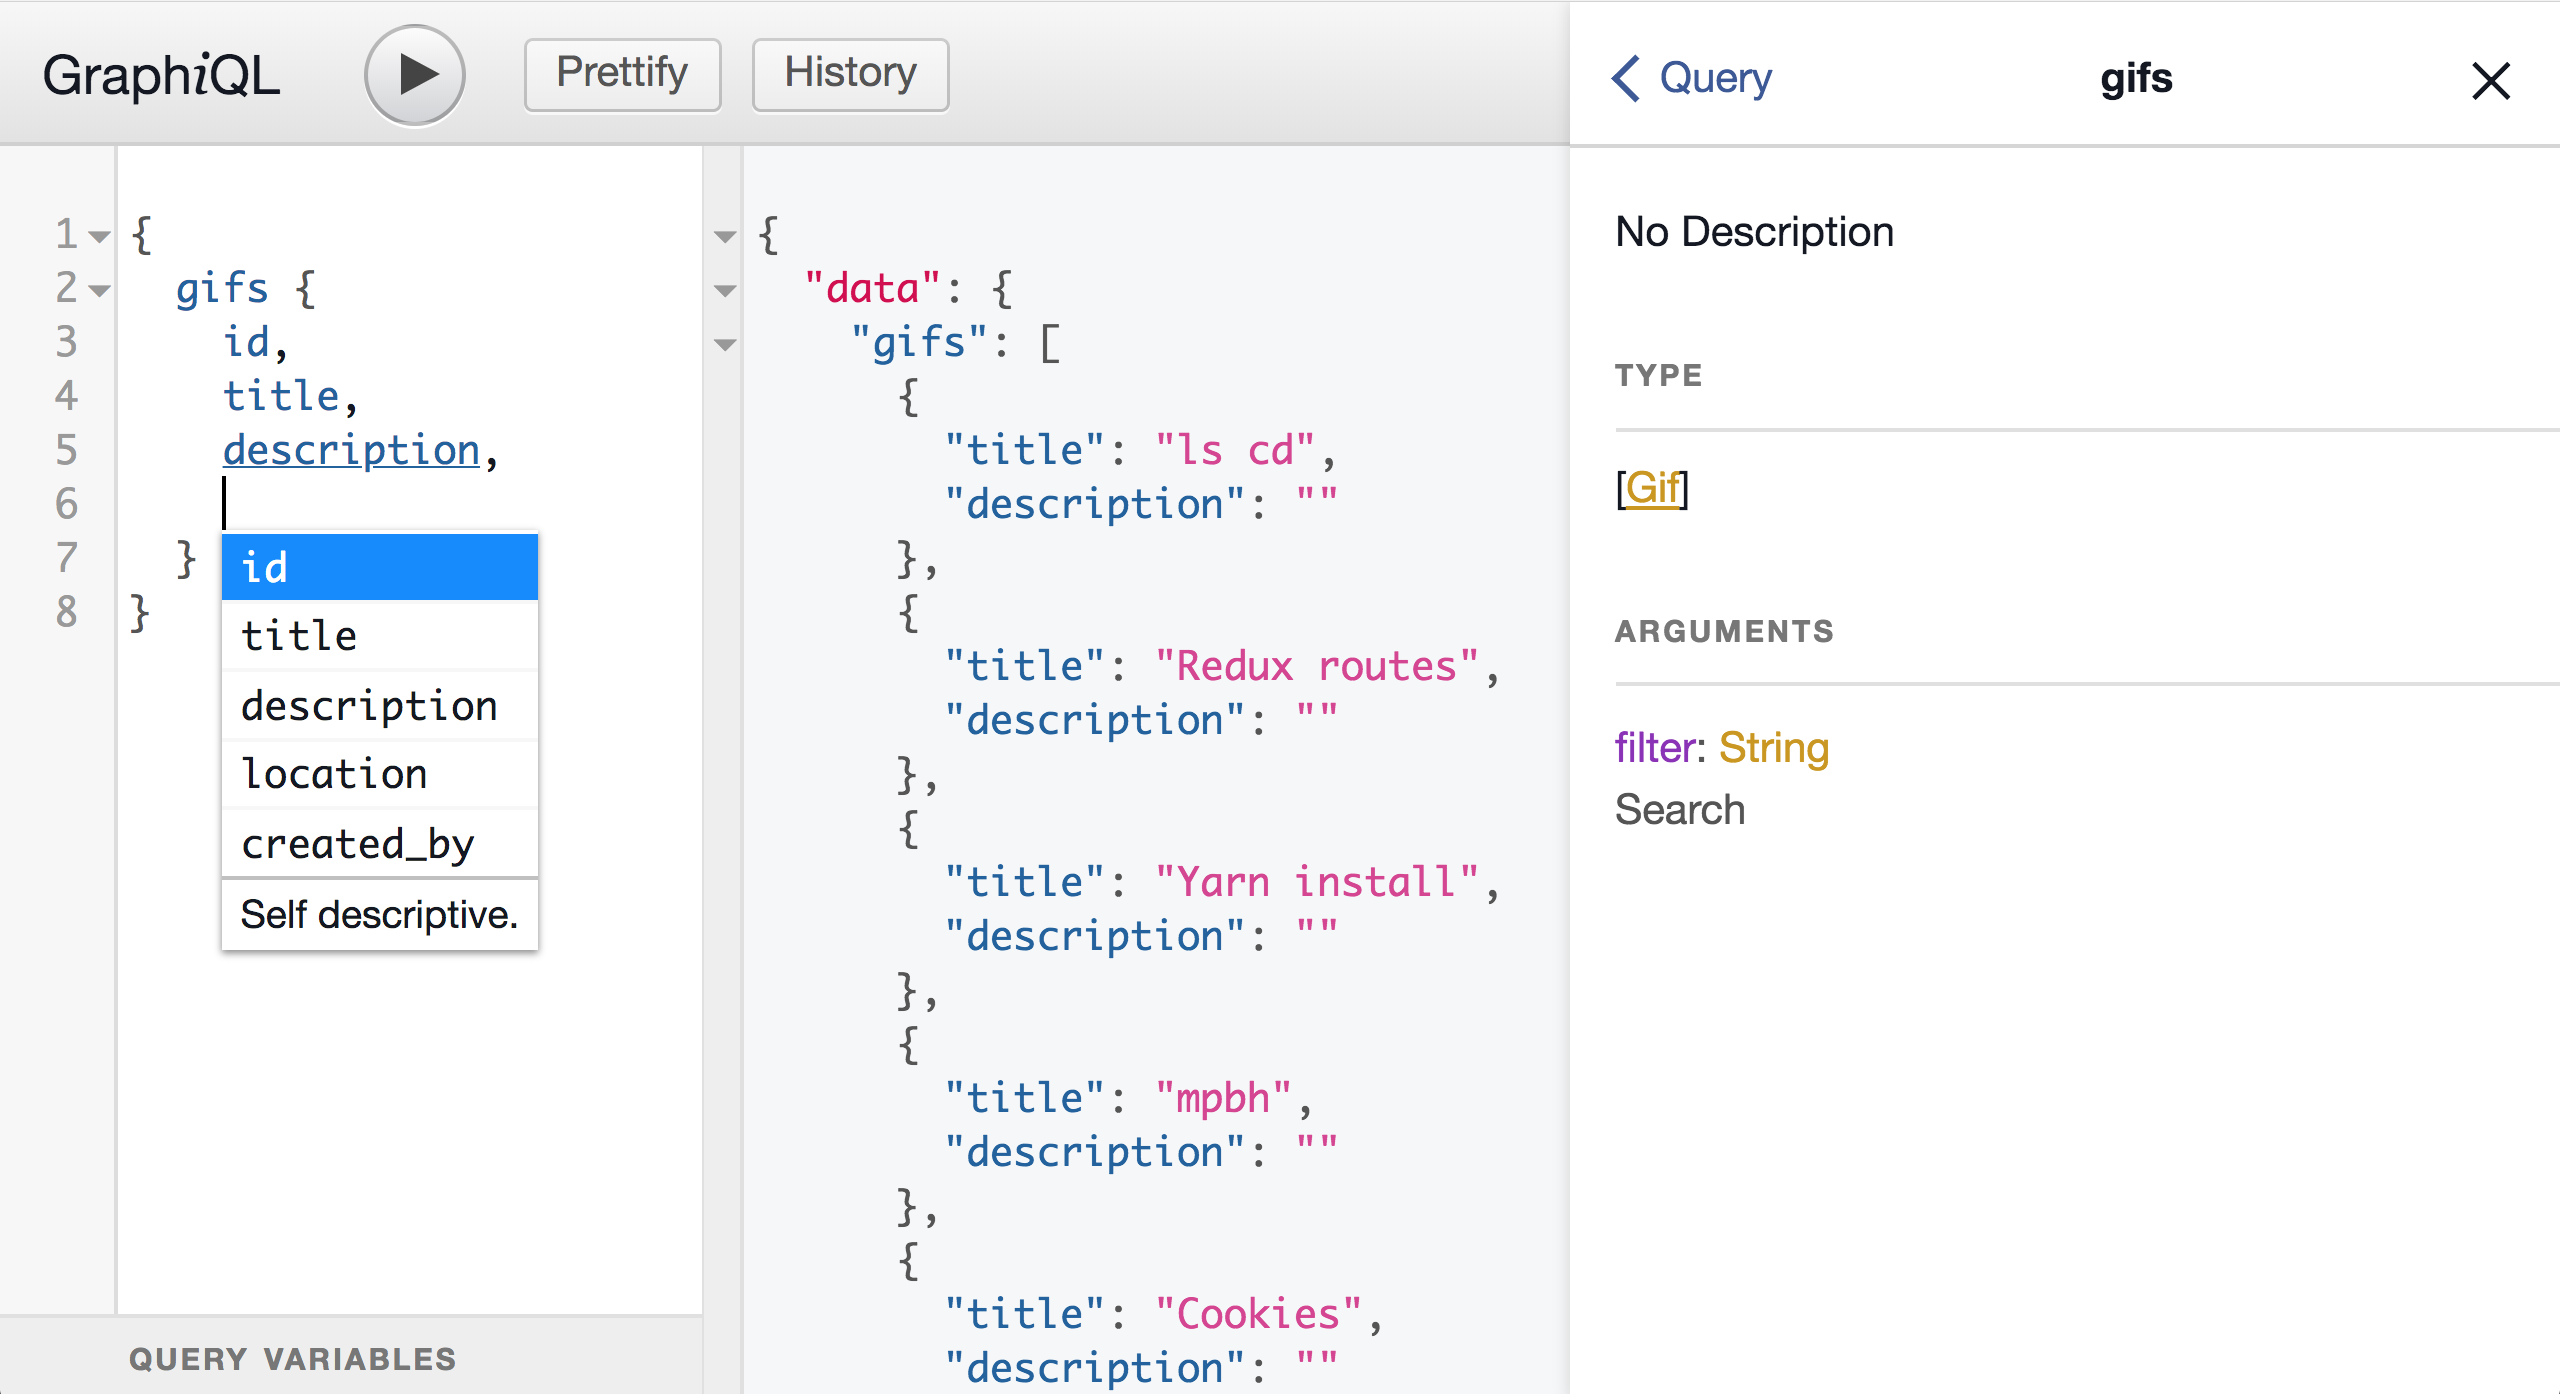 GraphiQL
Prettify
History
1 {
2 gifs {
3 id,
4 title,
5 description,
6
7 }
8 }
id
title
description
location
created_by
Self descriptive.
QUERY VARIABLES
{
"data": {
"gifs": [
{
"title": "ls cd",
"description": ""
},
{
"title": "Redux routes",
"description": ""
},
{
"title": "Yarn install",
"description": ""
},
{
"title": "mpbh",
"description": ""
},
{
"title": "Cookies",
"description": ""
Query
gifs
No Description
TYPE
[Gif]
ARGUMENTS
filter: String
Search